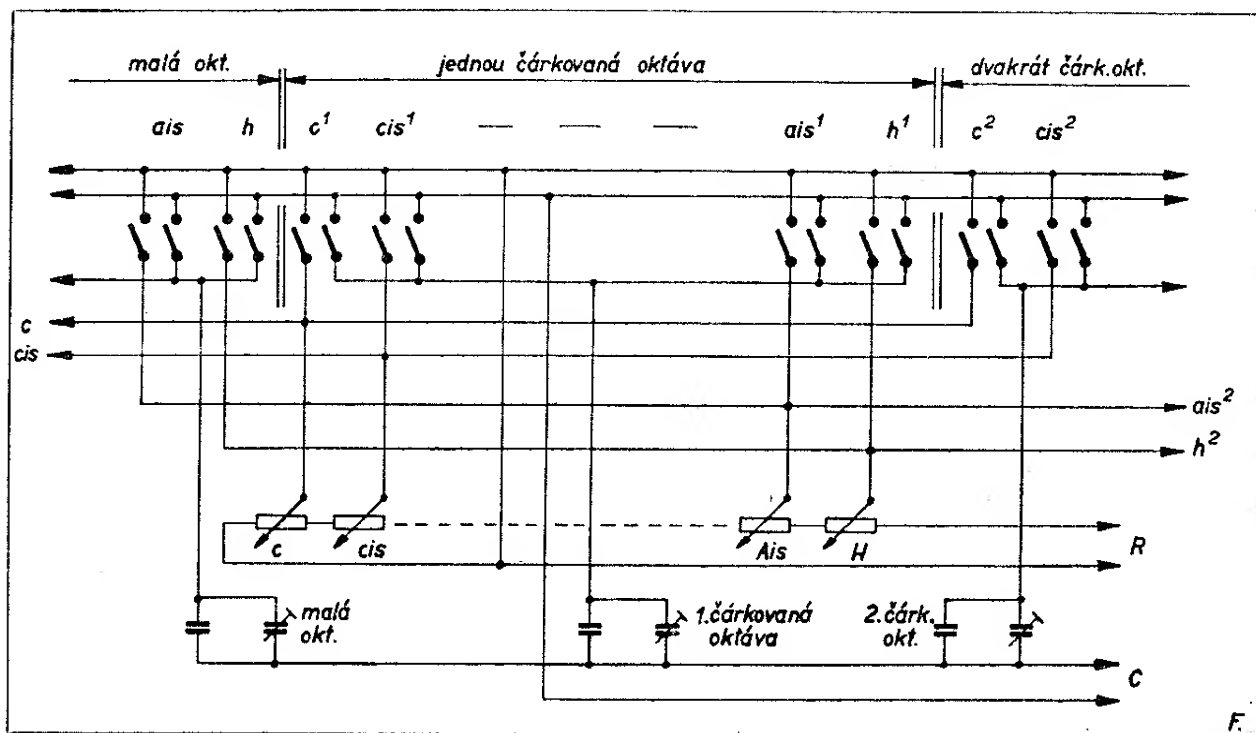 malá okt.
jednou čárkovaná oktáva
dvakrát čárk.okt.
ais h c¹ cis¹ — — — ais¹ h¹ c² cis²
c
cis
ais²
h²
c cis Ais H R
malá
okt.
1.čárkovaná
oktáva
2.čárk.
okt.
C
F.